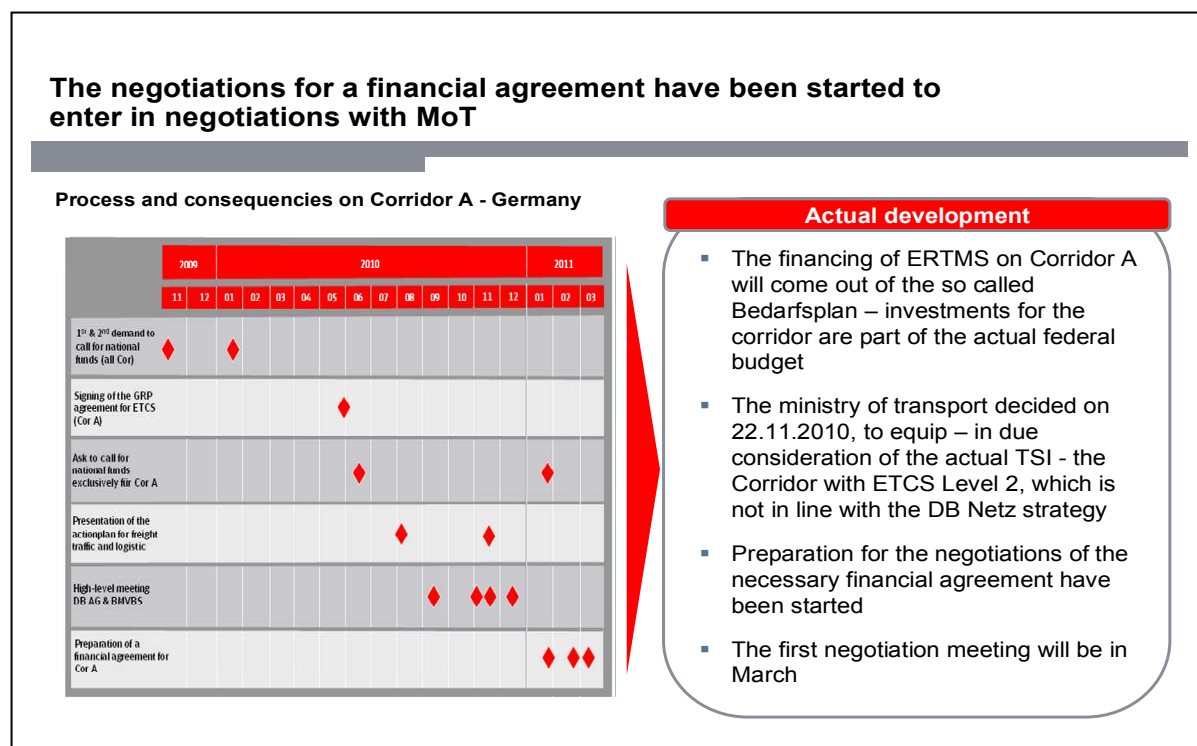 The negotiations for a financial agreement have been started to
enter in negotiations with MoT
Process and consequencies on Corridor A - Germany
2009 2010 2011
11 12 01 02 03 04 05 06 07 08 09 10 11 12 01 02 03
1st & 2nd demand to
call for national
funds (all Cor)
Signing of the GRP
agreement for ETCS
(Cor A)
Ask to call for
national funds
exclusively für Cor A
Presentation of the
actionplan for freight
traffic and logistic
High-level meeting
DB AG & BMVBS
Preparation of a
financial agreement for
Cor A
Actual development
▪ The financing of ERTMS on Corridor A
will come out of the so called
Bedarfsplan – investments for the
corridor are part of the actual federal
budget
▪ The ministry of transport decided on
22.11.2010, to equip – in due
consideration of the actual TSI - the
Corridor with ETCS Level 2, which is
not in line with the DB Netz strategy
▪ Preparation for the negotiations of the
necessary financial agreement have
been started
▪ The first negotiation meeting will be in
March